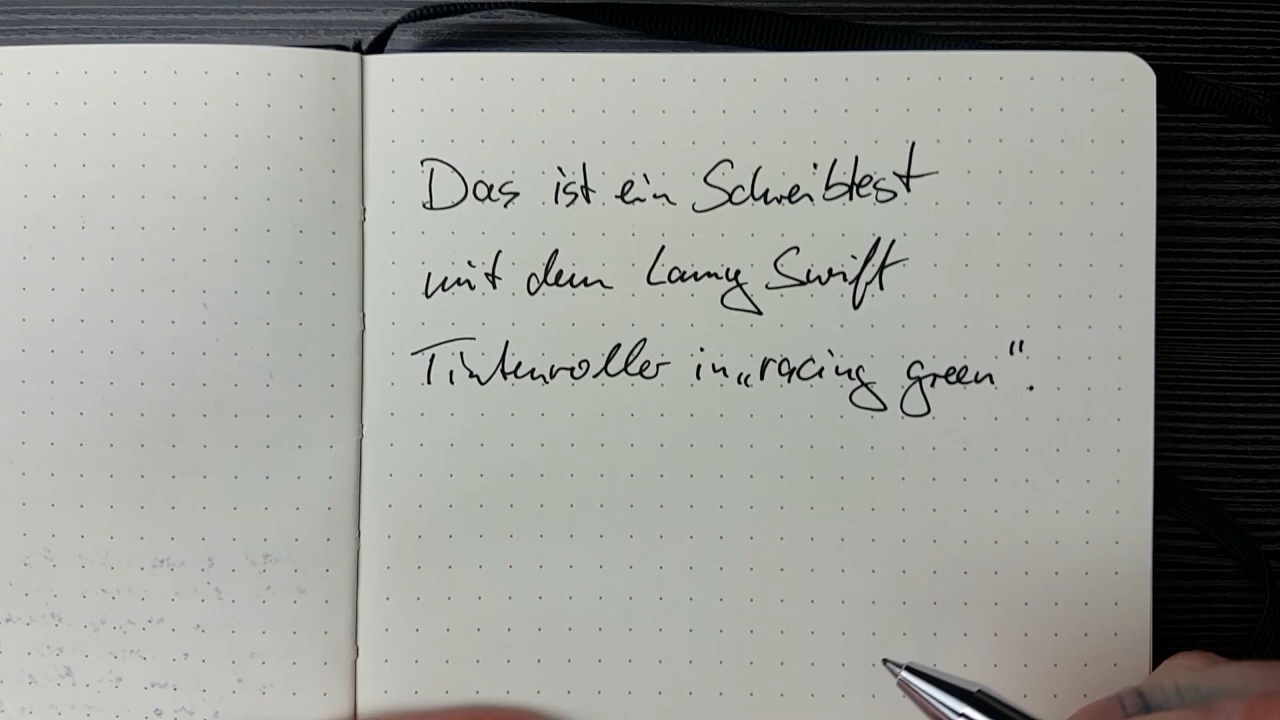 Das ist ein Schreibtest
mit dem Lamy Swift
Tintenroller in „racing green“.